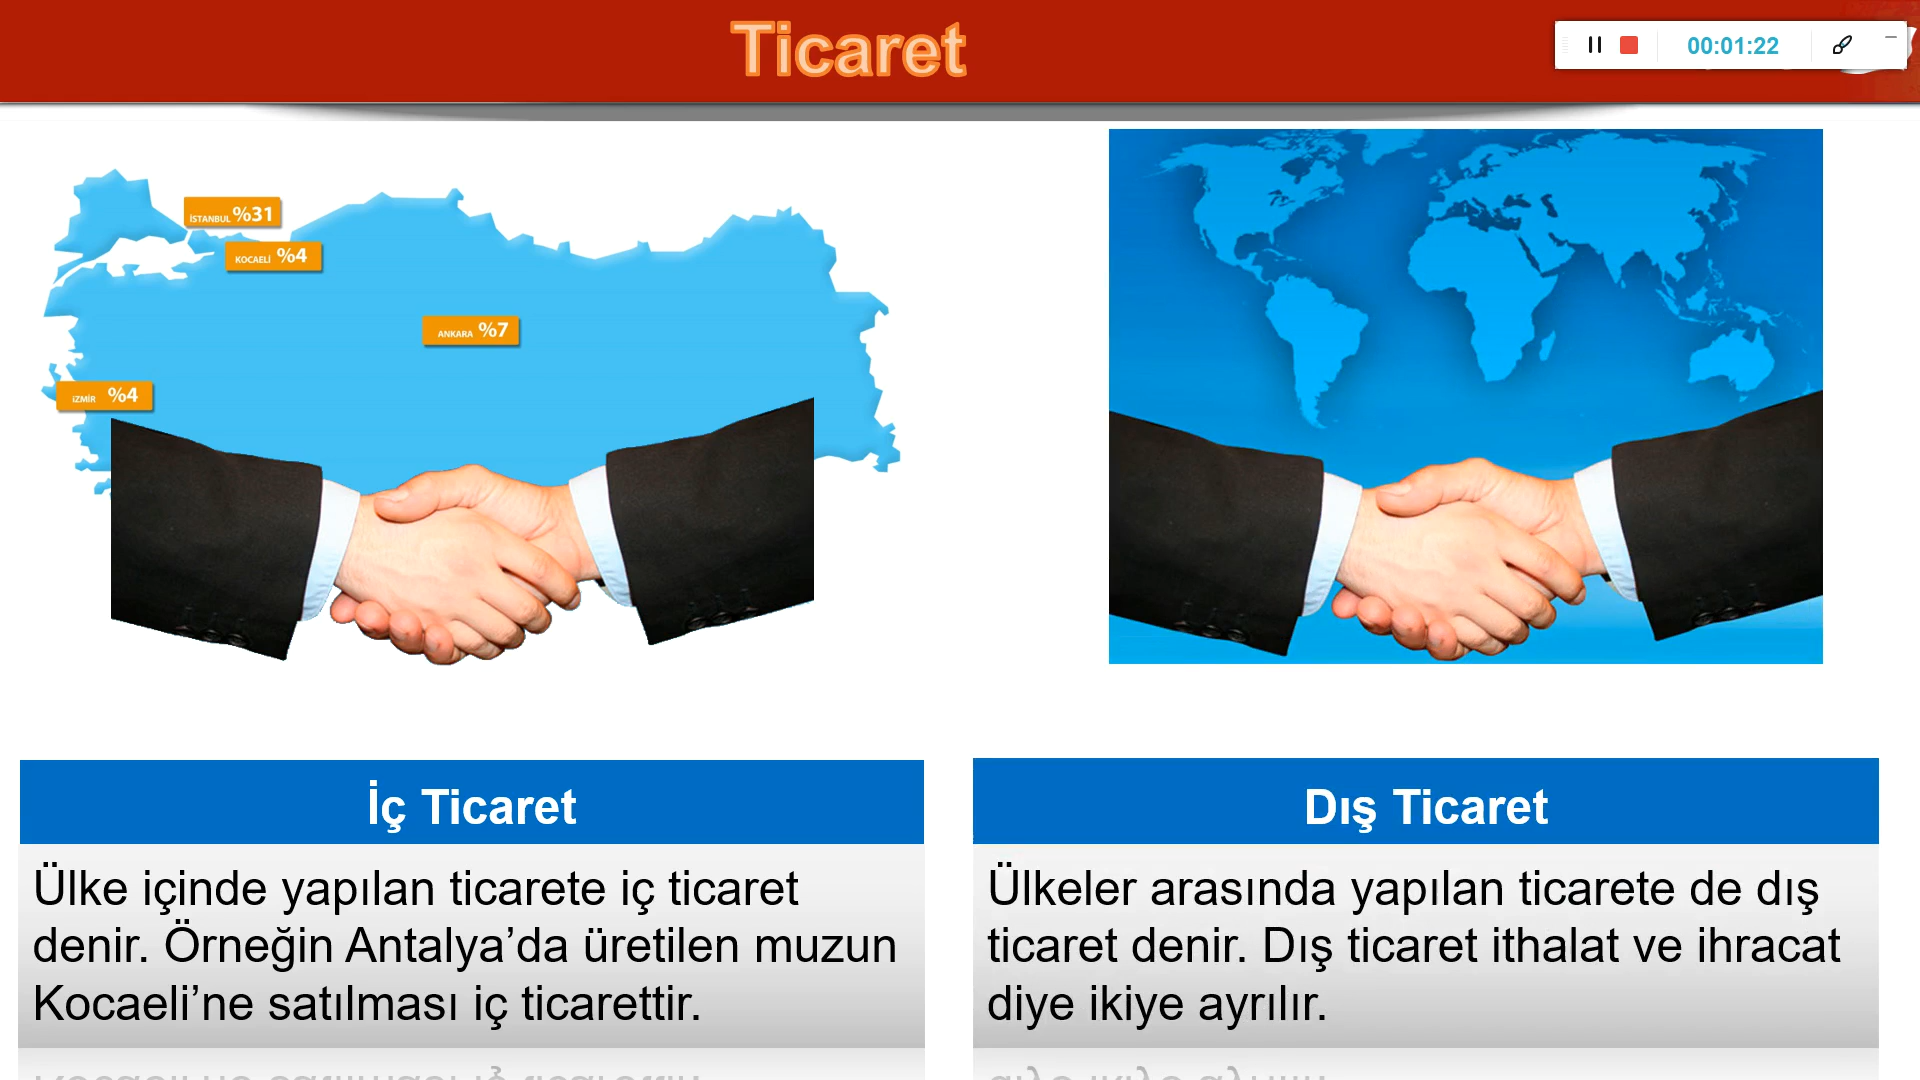 Ticaret
00:01:22
İSTANBUL %31
KOCAELİ %4
ANKARA %7
İZMİR %4
İç Ticaret
Ülke içinde yapılan ticarete iç ticaret
denir. Örneğin Antalya’da üretilen muzun
Kocaeli’ne satılması iç ticarettir.
Dış Ticaret
Ülkeler arasında yapılan ticarete de dış
ticaret denir. Dış ticaret ithalat ve ihracat
diye ikiye ayrılır.